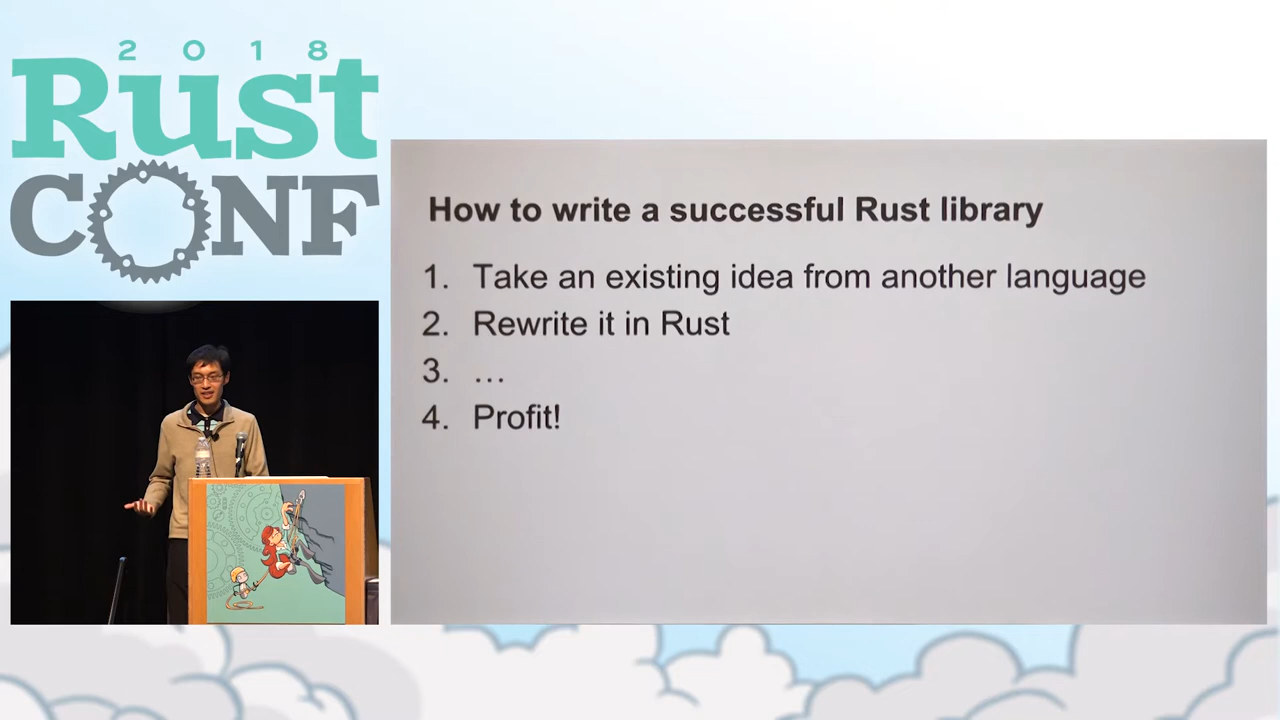 2018
Rust
CONF
How to write a successful Rust library
1. Take an existing idea from another language
2. Rewrite it in Rust
3. …
4. Profit!